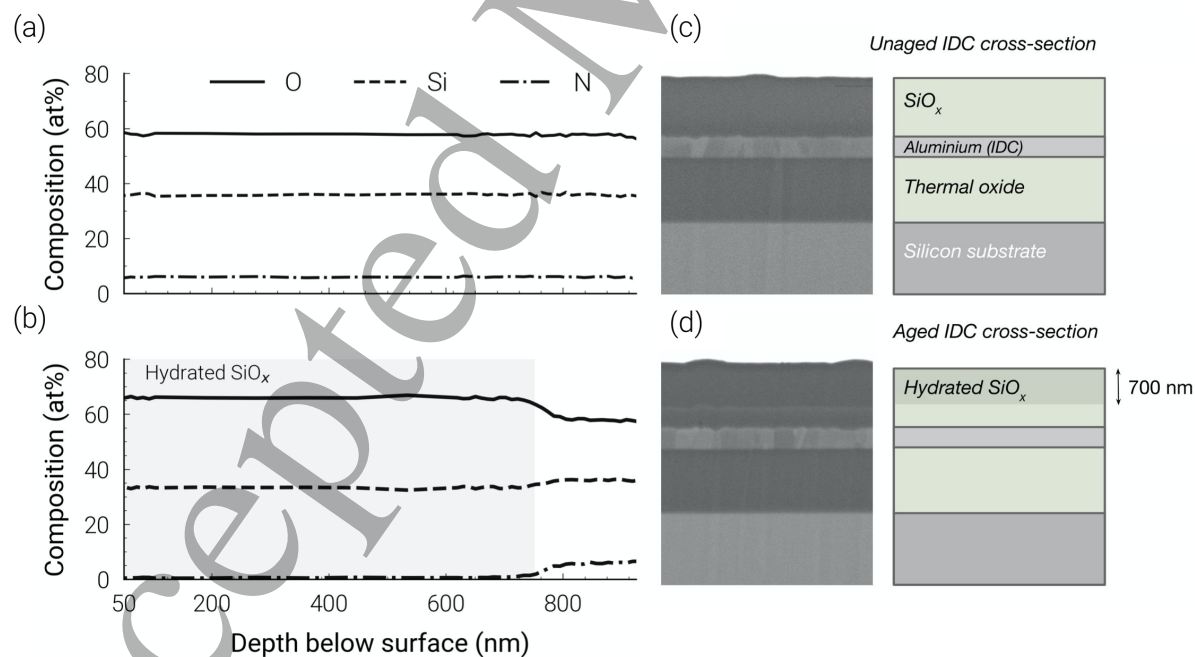 (a)
Composition (at%)
80
60
40
20
0
O
Si
N
(b)
Composition (at%)
80
60
40
20
0
Hydrated SiOx
50
200
400
600
800
Depth below surface (nm)
(c)
Unaged IDC cross-section
SiOx
Aluminium (IDC)
Thermal oxide
Silicon substrate
(d)
Aged IDC cross-section
Hydrated SiOx
700 nm
cepted M